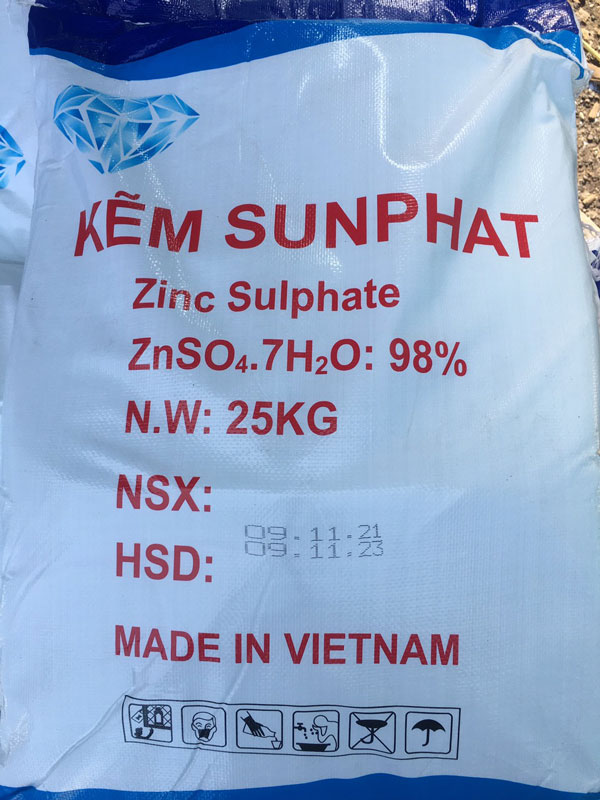 KẼM SUNPHAT
Zinc Sulphate
ZnSO₄.7H₂O: 98%
N.W: 25KG
NSX:
09.11.21
09.11.23
HSD:
MADE IN VIETNAM